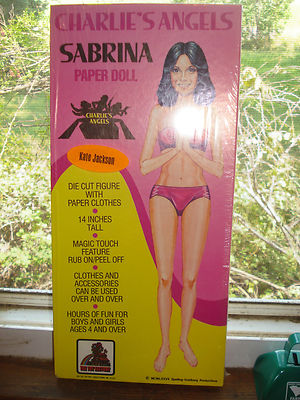 CHARLIE'S ANGELS
SABRINA
PAPER DOLL
CHARLIE'S
ANGELS
Kate Jackson
DIE CUT FIGURE
WITH
PAPER CLOTHES
14 INCHES
TALL
MAGIC TOUCH
FEATURE
RUB ON/PEEL OFF
CLOTHES AND
ACCESSORIES
CAN BE USED
OVER AND OVER
HOURS OF FUN FOR
BOYS AND GIRLS
AGES 4 AND OVER